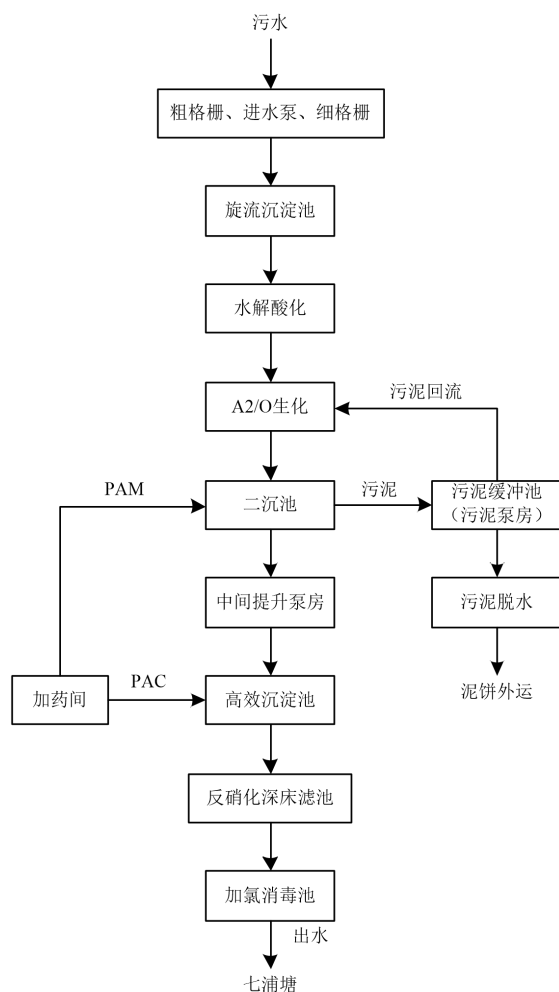 污水
粗格栅、进水泵、细格栅
旋流沉淀池
水解酸化
A2/O生化
污泥回流
PAM
二沉池
污泥
污泥缓冲池
（污泥泵房）
中间提升泵房
污泥脱水
加药间
PAC
高效沉淀池
泥饼外运
反硝化深床滤池
加氯消毒池
出水
七浦塘